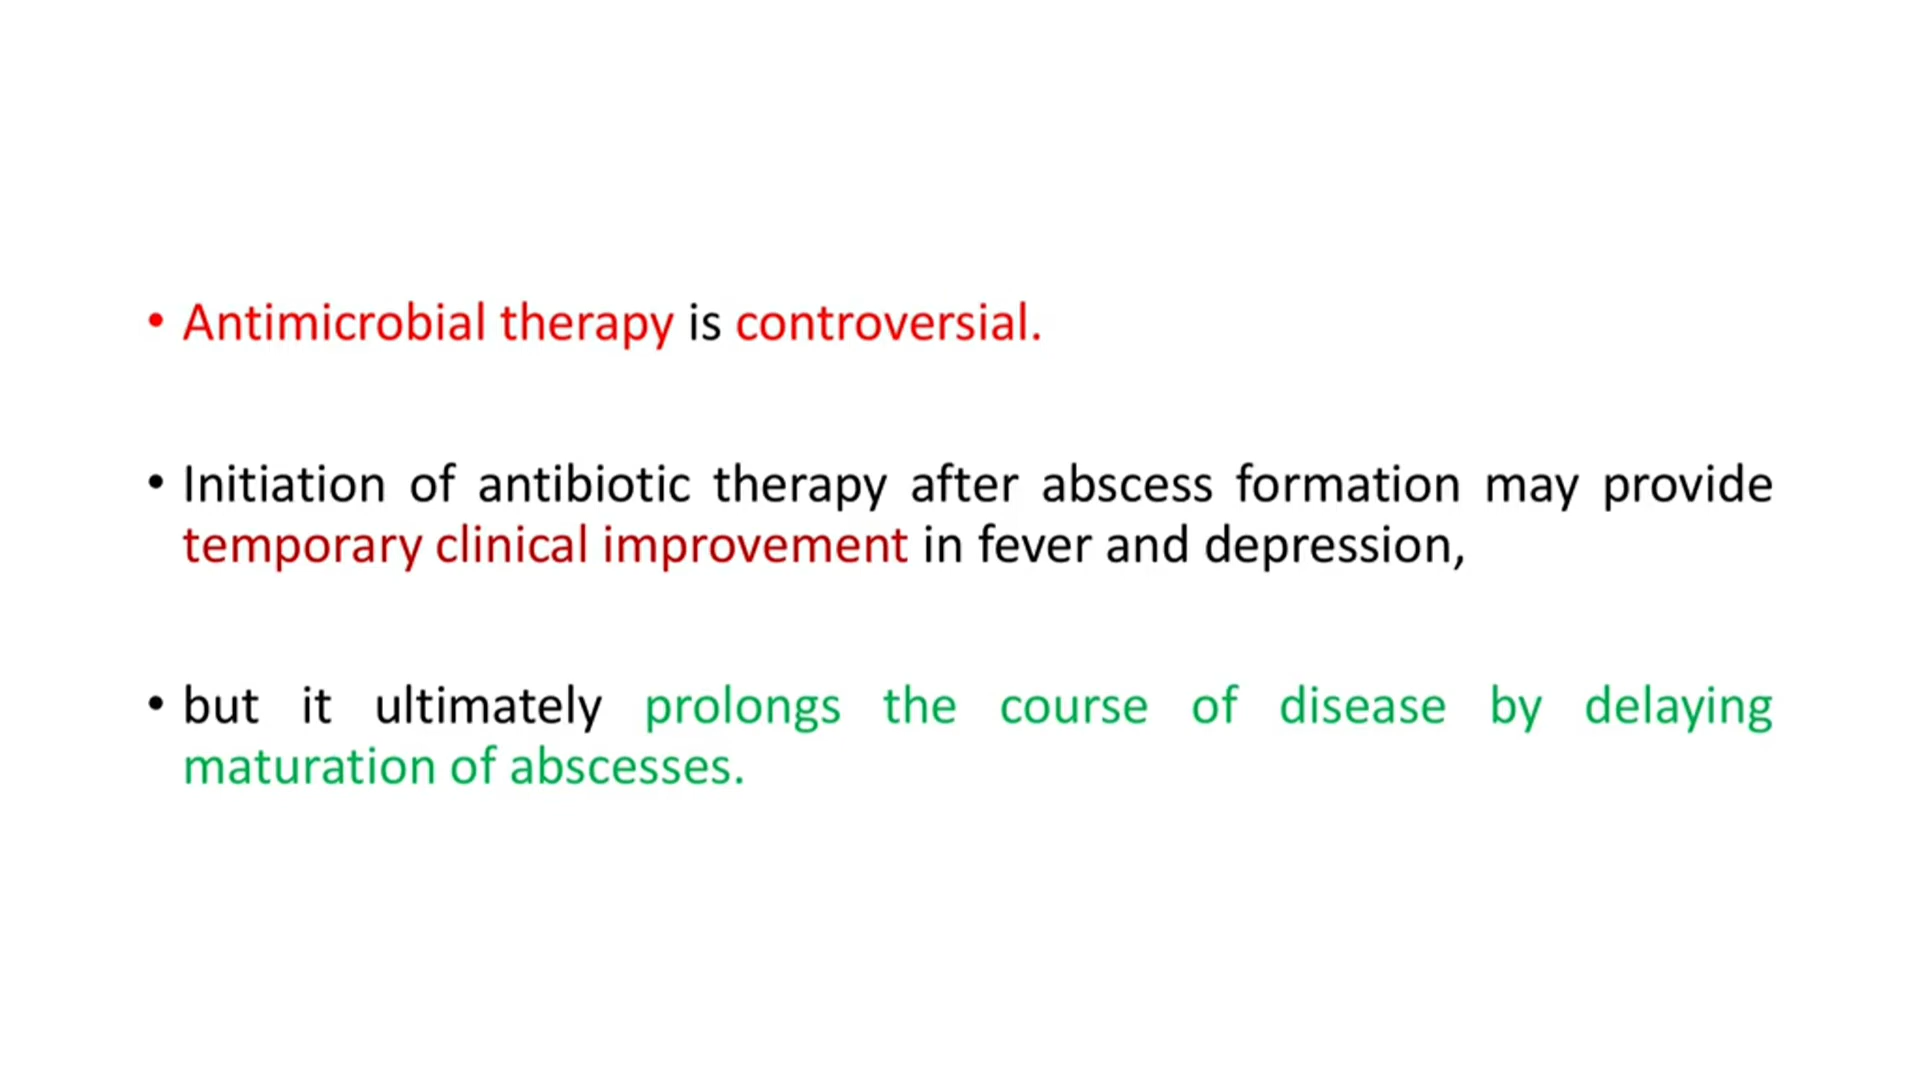 • Antimicrobial therapy is controversial.
• Initiation of antibiotic therapy after abscess formation may provide
temporary clinical improvement in fever and depression,
• but it ultimately prolongs the course of disease by delaying
maturation of abscesses.